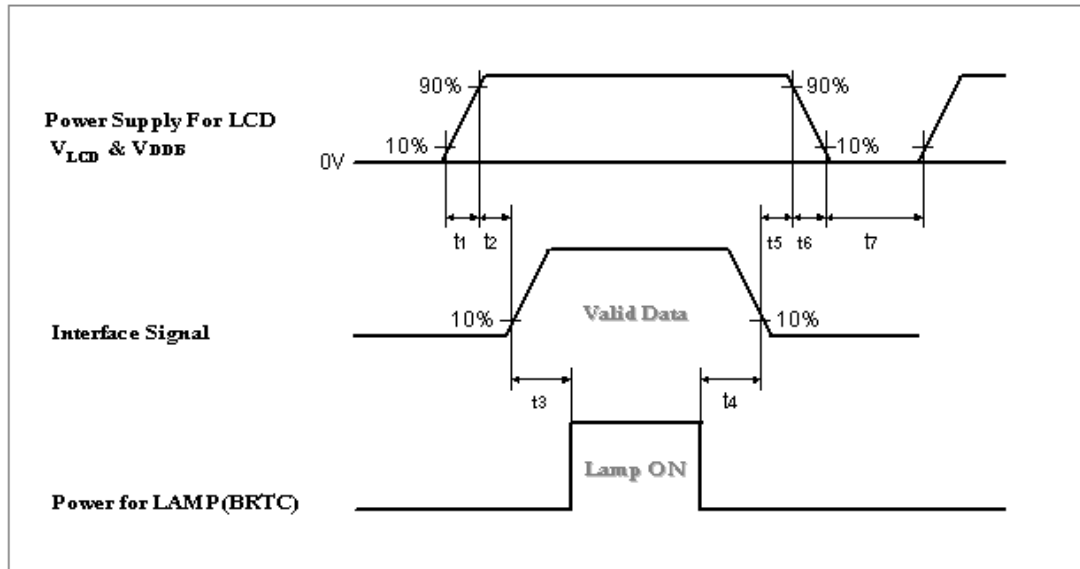 90%
90%
Power Supply For LCD
VLCD & VDDB
10%
10%
0V
t1
t2
t5
t6
t7
Valid Data
10%
10%
Interface Signal
t3
t4
Lamp ON
Power for LAMP(BRTC)